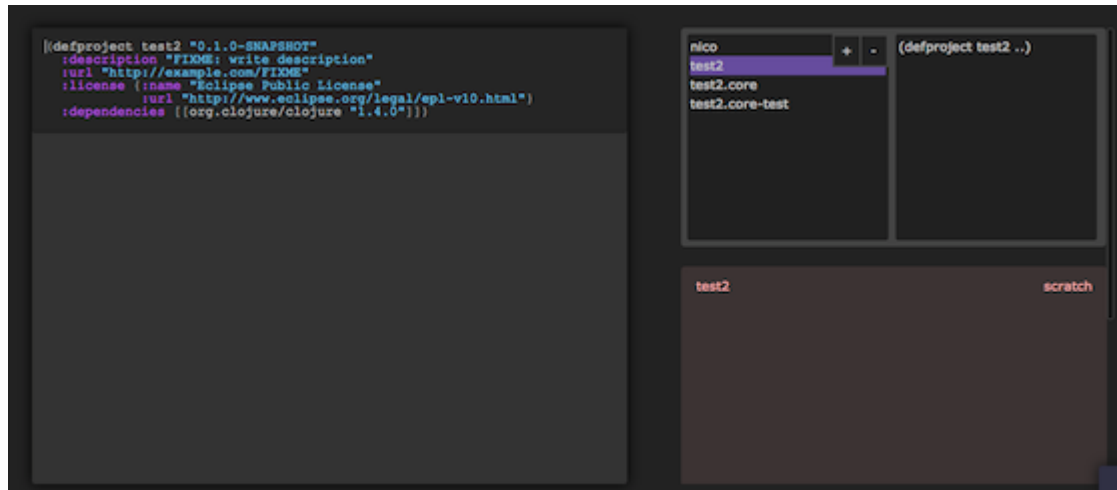 (defproject test2 "0.1.0-SNAPSHOT"
:description "FIXME: write description"
:url "http://example.com/FIXME"
:license {:name "Eclipse Public License"
:url "http://www.eclipse.org/legal/epl-v10.html"}
:dependencies [[org.clojure/clojure "1.4.0"]])
nico + -
test2
test2.core
test2.core-test
(defproject test2 ..)
test2 scratch